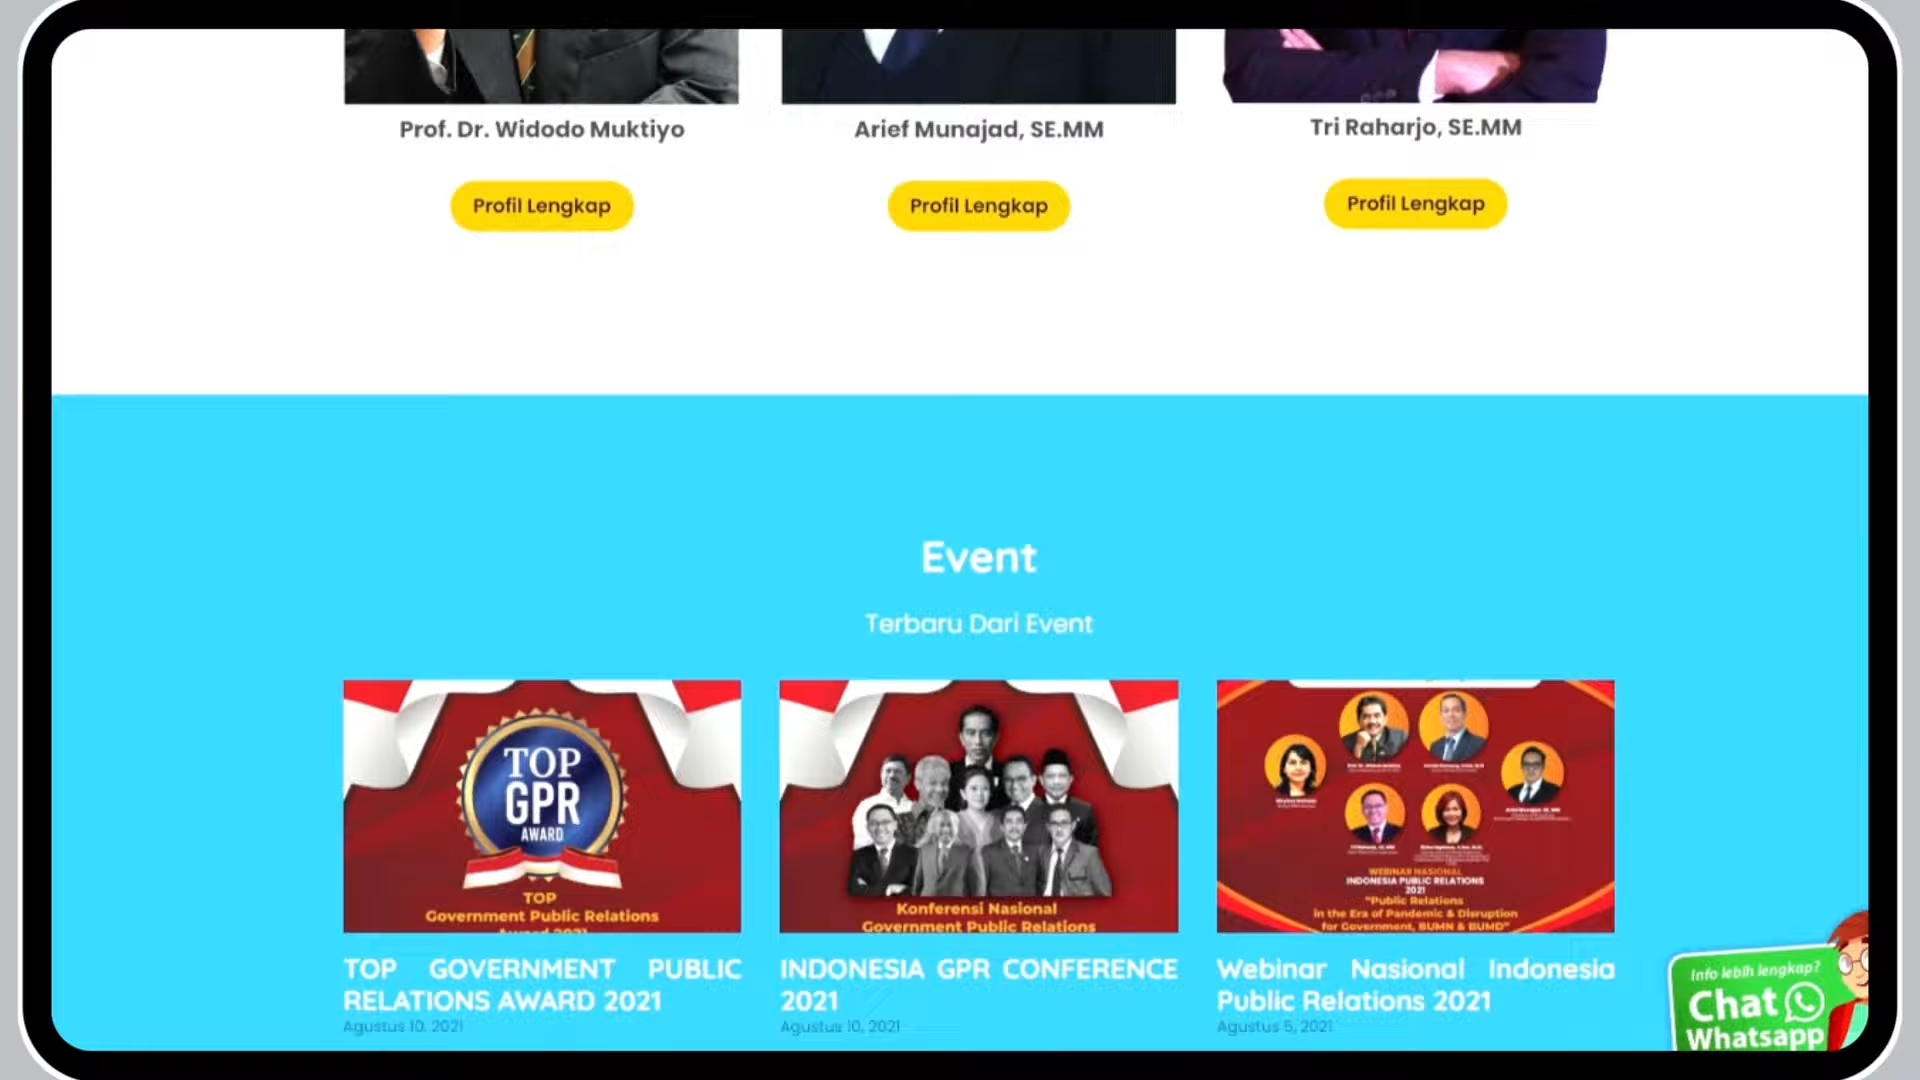 Prof. Dr. Widodo Muktiyo
Arief Munajad, SE.MM
Tri Raharjo, SE.MM
Profil Lengkap
Profil Lengkap
Profil Lengkap
Event
Terbaru Dari Event
TOP
GPR
AWARD
TOP
Government Public Relations
Award 2021
Konferensi Nasional
Government Public Relations
WEBINAR NASIONAL
INDONESIA PUBLIC RELATIONS
2021
"Public Relations
in the Era of Pandemic & Disruption
for Government, BUMN & BUMD"
TOP GOVERNMENT PUBLIC
RELATIONS AWARD 2021
Agustus 10, 2021
INDONESIA GPR CONFERENCE
2021
Agustus 10, 2021
Webinar Nasional Indonesia
Public Relations 2021
Agustus 5, 2021
Info lebih lengkap?
Chat
Whatsapp